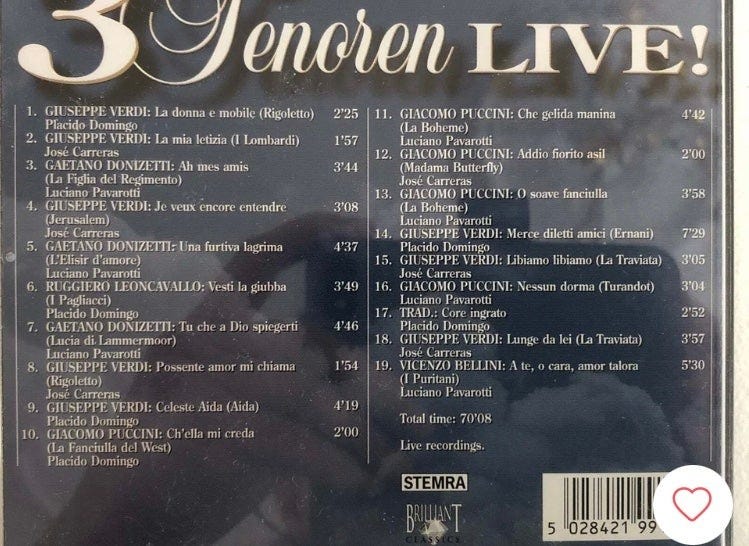 3 Tenoren LIVE!
1. GIUSEPPE VERDI: La donna e mobile (Rigoletto) 2'25
Placido Domingo
2. GIUSEPPE VERDI: La mia letizia (I Lombardi) 1'57
José Carreras
3. GAETANO DONIZETTI: Ah mes amis 3'44
(La Figlia del Regimento)
Luciano Pavarotti
4. GIUSEPPE VERDI: Je veux encore entendre 3'08
(Jerusalem)
José Carreras
5. GAETANO DONIZETTI: Una furtiva lagrima 4'37
(L'Elisir d'amore)
Luciano Pavarotti
6. RUGGIERO LEONCAVALLO: Vesti la giubba 3'49
(I Pagliacci)
Placido Domingo
7. GAETANO DONIZETTI: Tu che a Dio spiegerti 4'46
(Lucia di Lammermoor)
Luciano Pavarotti
8. GIUSEPPE VERDI: Possente amor mi chiama 1'54
(Rigoletto)
José Carreras
9. GIUSEPPE VERDI: Celeste Aida (Aida) 4'19
Placido Domingo
10. GIACOMO PUCCINI: Ch'ella mi creda 2'00
(La Fanciulla del West)
Placido Domingo
11. GIACOMO PUCCINI: Che gelida manina 4'42
(La Boheme)
Luciano Pavarotti
12. GIACOMO PUCCINI: Addio fiorito asil 2'00
(Madama Butterfly)
José Carreras
13. GIACOMO PUCCINI: O soave fanciulla 3'58
(La Boheme)
Luciano Pavarotti
14. GIUSEPPE VERDI: Merce diletti amici (Ernani) 7'29
Placido Domingo
15. GIUSEPPE VERDI: Libiamo libiamo (La Traviata) 3'05
José Carreras
16. GIACOMO PUCCINI: Nessun dorma (Turandot) 3'04
Luciano Pavarotti
17. TRAD.: Core ingrato 2'52
Placido Domingo
18. GIUSEPPE VERDI: Lunge da lei (La Traviata) 3'57
José Carreras
19. VICENZO BELLINI: A te, o cara, amor talora 5'30
(I Puritani)
Luciano Pavarotti
Total time: 70'08
Live recordings.
STEMRA
BRILLIANT
CLASSICS
5 028421 99